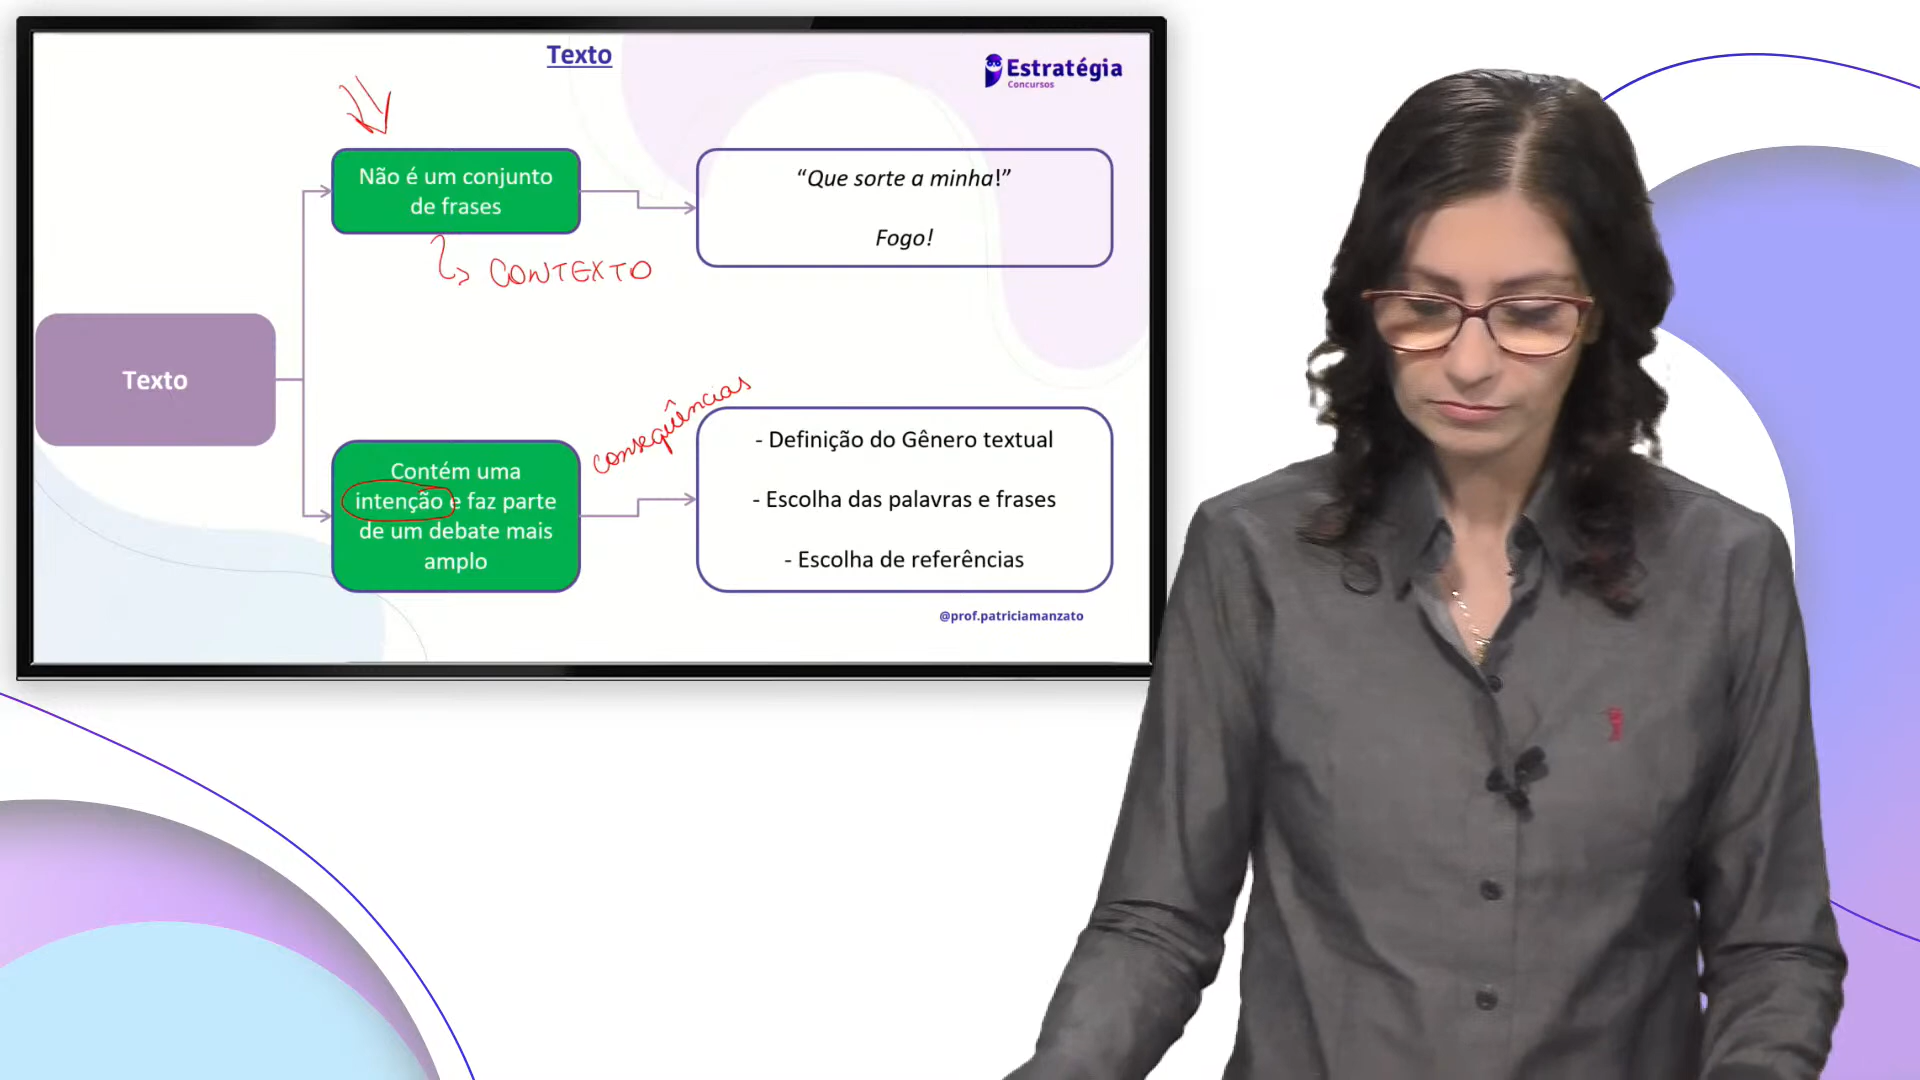 Texto
Estratégia
Concursos
Não é um conjunto
de frases
“Que sorte a minha!”
Fogo!
CONTEXTO
Texto
conseqüências
Contém uma
intenção e faz parte
de um debate mais
amplo
- Definição do Gênero textual
- Escolha das palavras e frases
- Escolha de referências
@prof.patriciamanzato